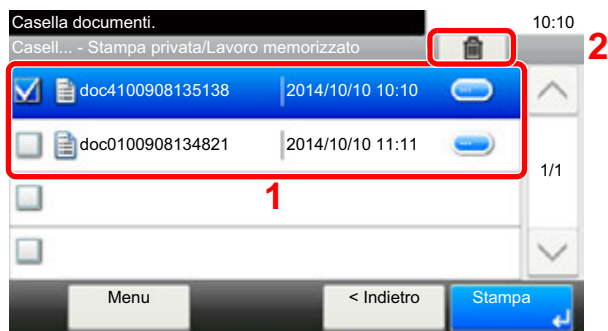 Casella documenti. 10:10
Casell... - Stampa privata/Lavoro memorizzato
2
doc4100908135138 2014/10/10 10:10
doc0100908134821 2014/10/10 11:11
1/1
1
Menu < Indietro Stampa